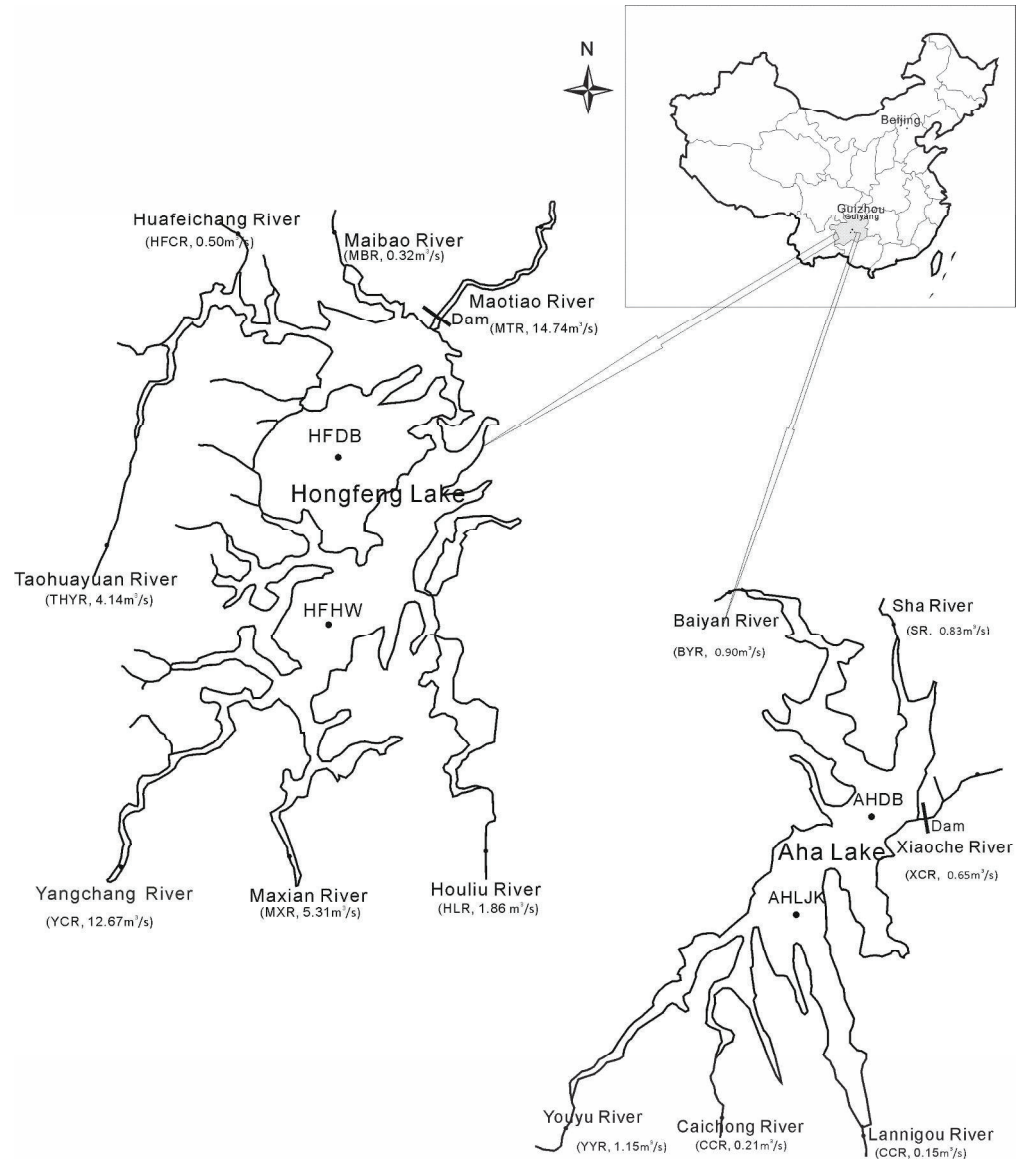 N
Beijing
Guizhou
Guiyang
Huafeichang River
(HFCR, 0.50m³/s)
Maibao River
(MBR, 0.32m³/s)
Maotiao River
Dam
(MTR, 14.74m³/s)
HFDB
Hongfeng Lake
Taohuayuan River
(THYR, 4.14m³/s)
HFHW
Yangchang River
(YCR, 12.67m³/s)
Maxian River
(MXR, 5.31m³/s)
Houliu River
(HLR, 1.86 m³/s)
Baiyan River
(BYR, 0.90m³/s)
Sha River
(SR. 0.83m³/s)
AHDB
Dam
Aha Lake
Xiaoche River
(XCR, 0.65m³/s)
AHLJK
Youyu River
(YYR, 1.15m³/s)
Caichong River
(CCR, 0.21m³/s)
Lannigou River
(CCR, 0.15m³/s)